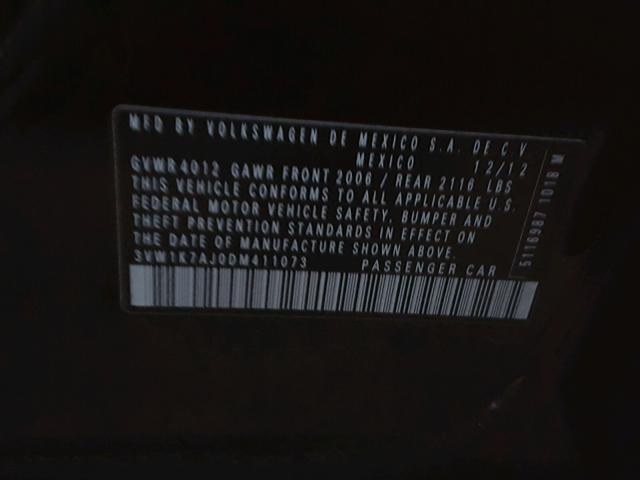 MFD BY VOLKSWAGEN DE MEXICO S.A. DE C.V.
MEXICO 12/12
GVWR 4012 GAWR FRONT 2006 / REAR 2116 LBS
THIS VEHICLE CONFORMS TO ALL APPLICABLE U.S.
FEDERAL MOTOR VEHICLE SAFETY, BUMPER AND
THEFT PREVENTION STANDARDS IN EFFECT ON
THE DATE OF MANUFACTURE SHOWN ABOVE.
3VW1K7AJ0DM411073 PASSENGER CAR
5116987 1018 M